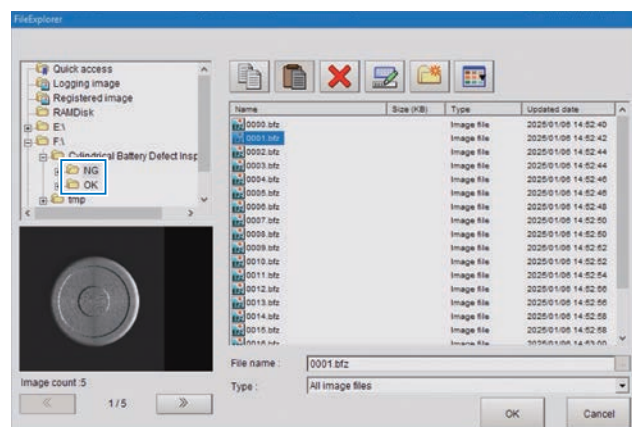 FileExplorer
Quick access
Logging image
Registered image
RAMDisk
E:\
F:\
Cylindrical Battery Defect Insp
NG
OK
tmp
Name Size (KB) Type Updated date
0000.bfz Image file 2025/01/06 14:52:40
0001.bfz Image file 2025/01/06 14:52:42
0002.bfz Image file 2025/01/06 14:52:44
0003.bfz Image file 2025/01/06 14:52:44
0004.bfz Image file 2025/01/06 14:52:46
0005.bfz Image file 2025/01/06 14:52:46
0006.bfz Image file 2025/01/06 14:52:48
0007.bfz Image file 2025/01/06 14:52:50
0008.bfz Image file 2025/01/06 14:52:50
0009.bfz Image file 2025/01/06 14:52:52
0010.bfz Image file 2025/01/06 14:52:52
0011.bfz Image file 2025/01/06 14:52:54
0012.bfz Image file 2025/01/06 14:52:56
0013.bfz Image file 2025/01/06 14:52:56
0014.bfz Image file 2025/01/06 14:52:58
0015.bfz Image file 2025/01/06 14:52:58
0016.bfz Image file 2025/01/06 14:53:00
File name : 0001.bfz
Image count :5
Type : All image files
1/5
OK Cancel